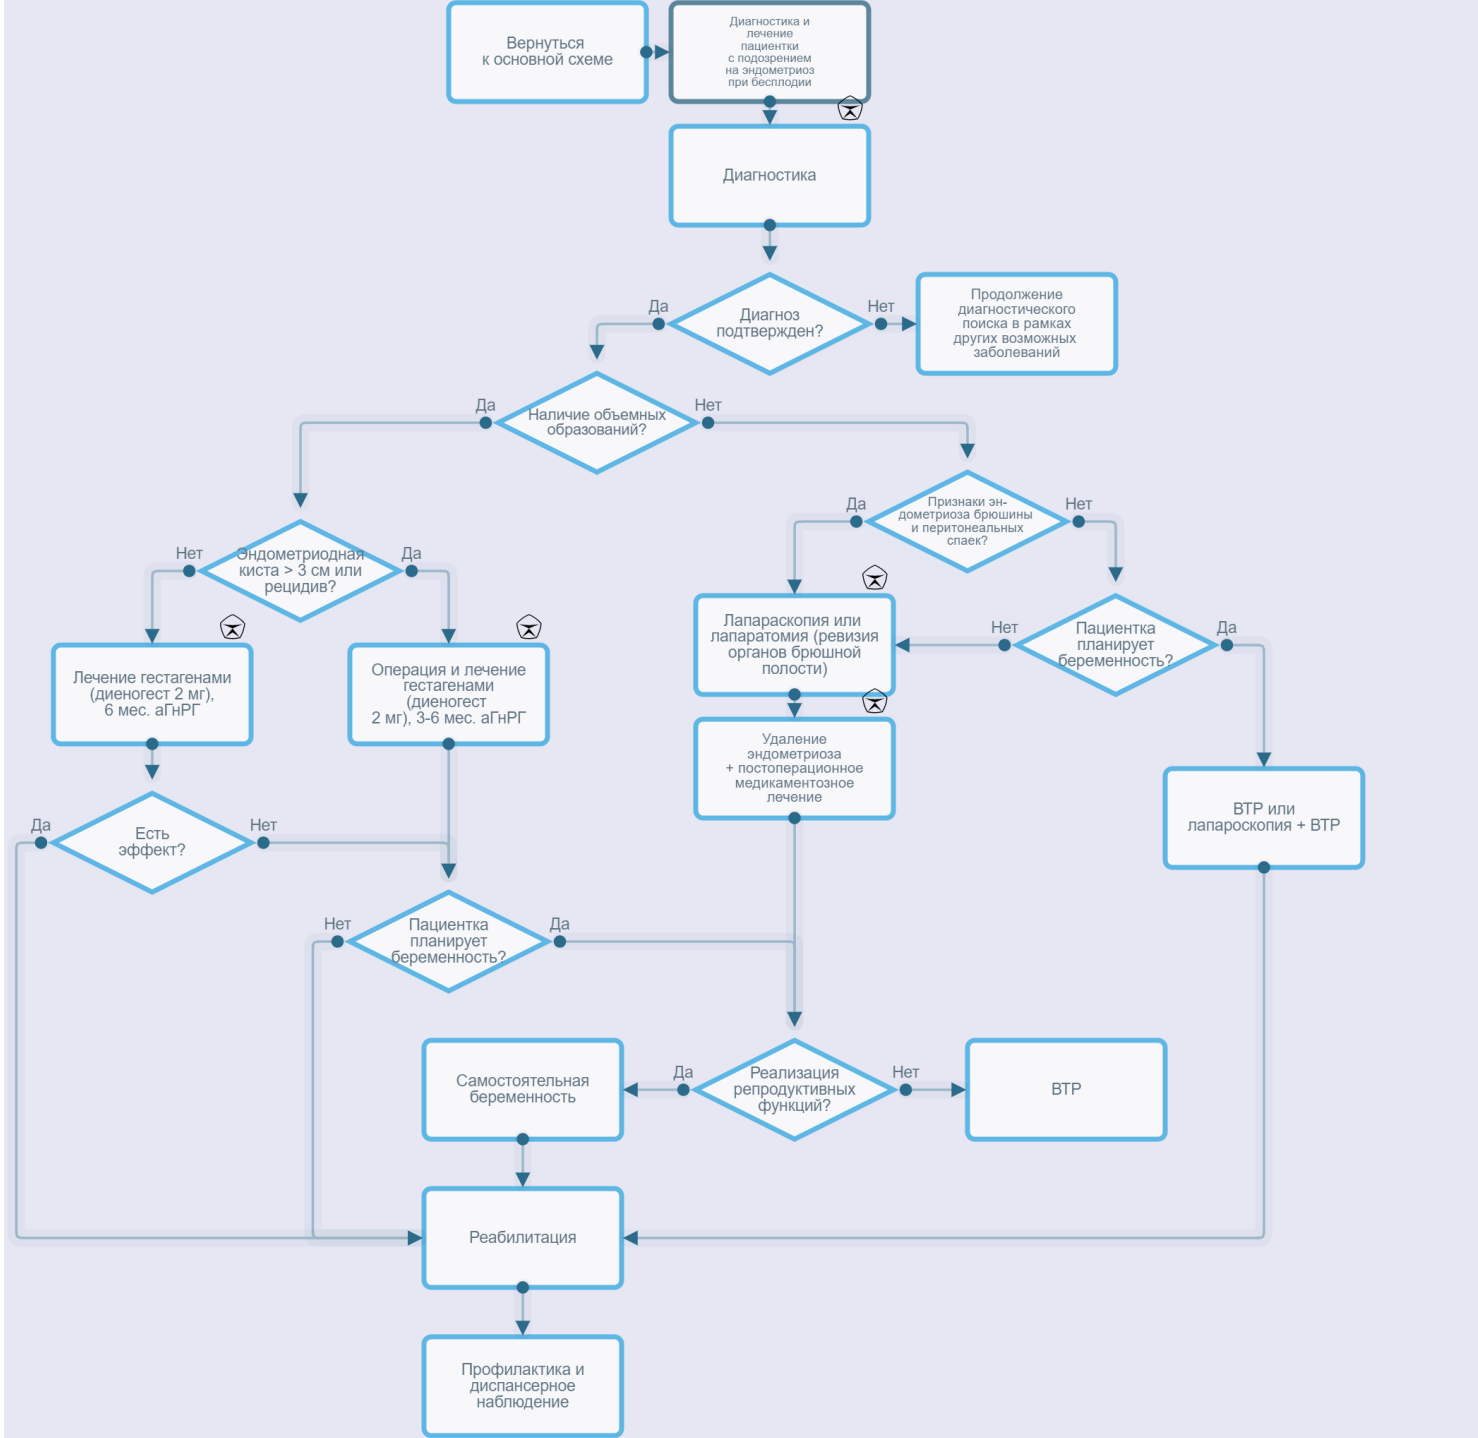 Вернуться
к основной схеме
Диагностика и
лечение
пациентки
с подозрением
на эндометриоз
при бесплодии
Диагностика
Да
Диагноз
подтвержден?
Нет
Продолжение
диагностического
поиска в рамках
других возможных
заболеваний
Да
Наличие объемных
образований?
Нет
Да
Признаки эн-
дометриоза брюшины
и перитонеальных
спаек?
Нет
Нет
Эндометриодная
киста > 3 см или
рецидив?
Да
Лапараскопия или
лапаратомия (ревизия
органов брюшной
полости)
Нет
Пациентка
планирует
беременность?
Да
Лечение гестагенами
(диеногест 2 мг),
6 мес. аГнРГ
Операция и лечение
гестагенами
(диеногест
2 мг), 3-6 мес. аГнРГ
Удаление
эндометриоза
+ постоперационное
медикаментозное
лечение
ВТР или
лапароскопия + ВТР
Да
Есть
эффект?
Нет
Нет
Пациентка
планирует
беременность?
Да
Самостоятельная
беременность
Да
Реализация
репродуктивных
функций?
Нет
ВТР
Реабилитация
Профилактика и
диспансерное
наблюдение